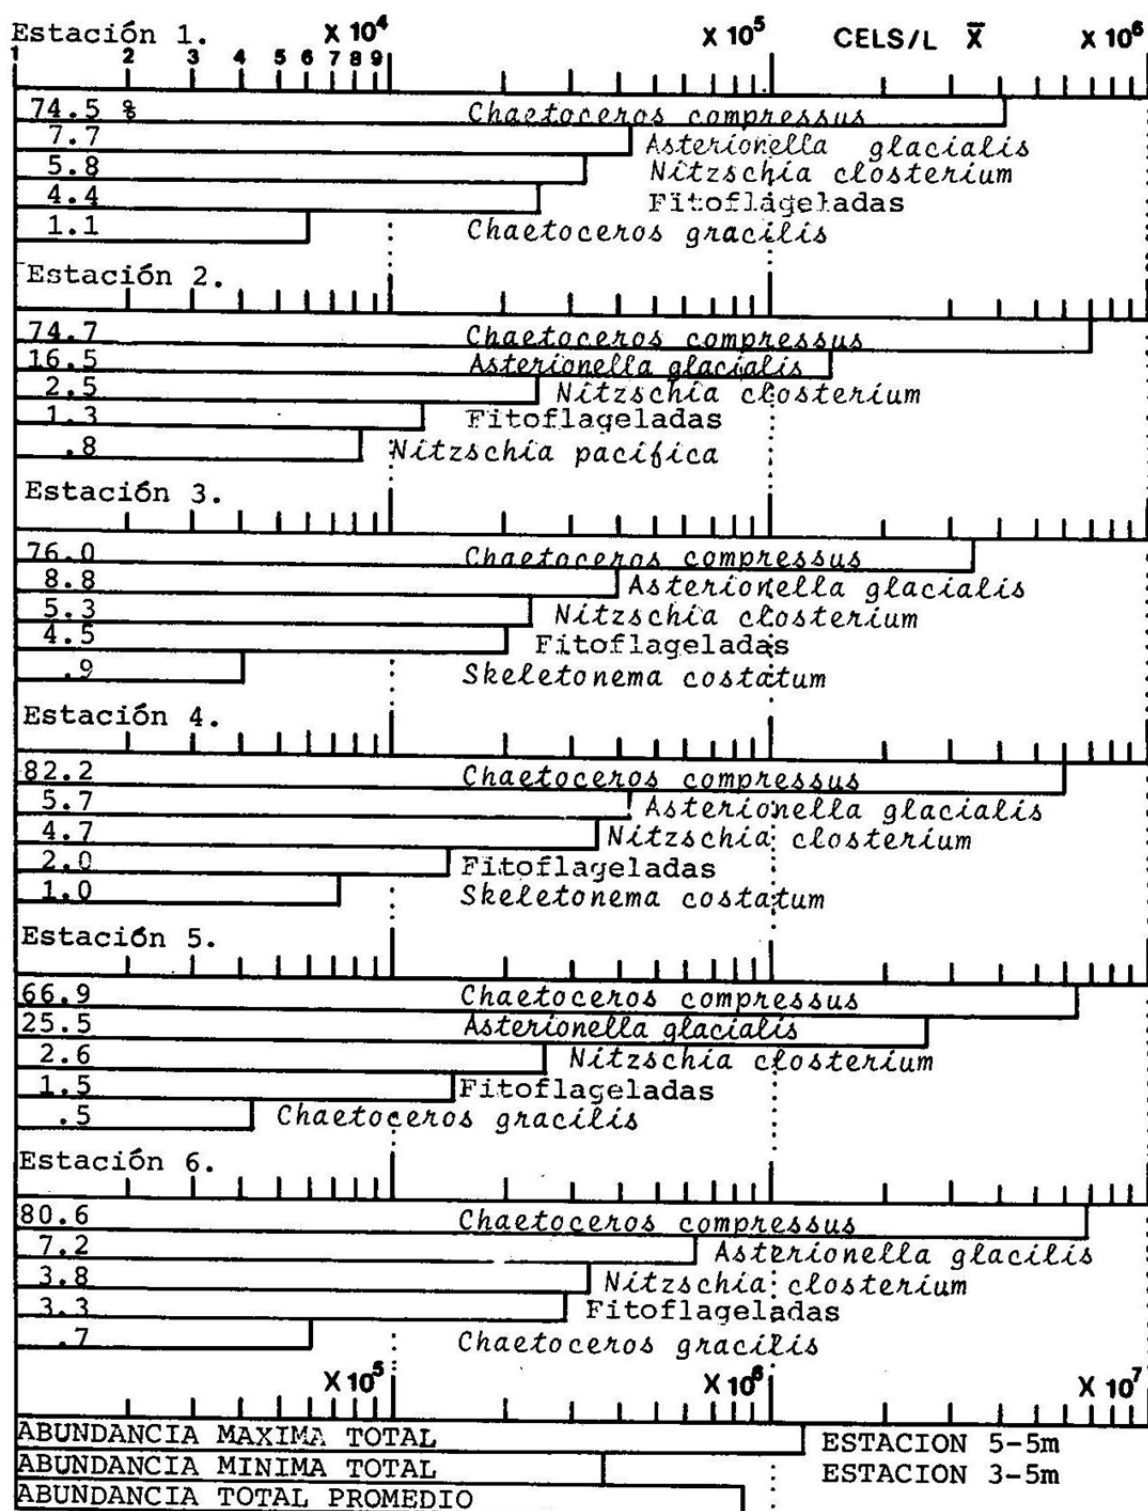 Estación 1. X 10⁴ X 10⁵ CELS/L X̄ X 10⁶
1 2 3 4 5 6 7 8 9
74.5 % Chaetoceros compressus
7.7 Asterionella glacialis
5.8 Nitzschia closterium
4.4 Fitoflageladas
1.1 Chaetoceros gracilis
Estación 2.
74.7 Chaetoceros compressus
16.5 Asterionella glacialis
2.5 Nitzschia closterium
1.3 Fitoflageladas
.8 Nitzschia pacifica
Estación 3.
76.0 Chaetoceros compressus
8.8 Asterionella glacialis
5.3 Nitzschia closterium
4.5 Fitoflageladas
.9 Skeletonema costatum
Estación 4.
82.2 Chaetoceros compressus
5.7 Asterionella glacialis
4.7 Nitzschia closterium
2.0 Fitoflageladas
1.0 Skeletonema costatum
Estación 5.
66.9 Chaetoceros compressus
25.5 Asterionella glacialis
2.6 Nitzschia closterium
1.5 Fitoflageladas
.5 Chaetoceros gracilis
Estación 6.
80.6 Chaetoceros compressus
7.2 Asterionella glacilis
3.8 Nitzschia closterium
3.3 Fitoflageladas
.7 Chaetoceros gracilis
X 10⁵ X 10⁶ X 10⁷
ABUNDANCIA MAXIMA TOTAL ESTACION 5-5m
ABUNDANCIA MINIMA TOTAL ESTACION 3-5m
ABUNDANCIA TOTAL PROMEDIO